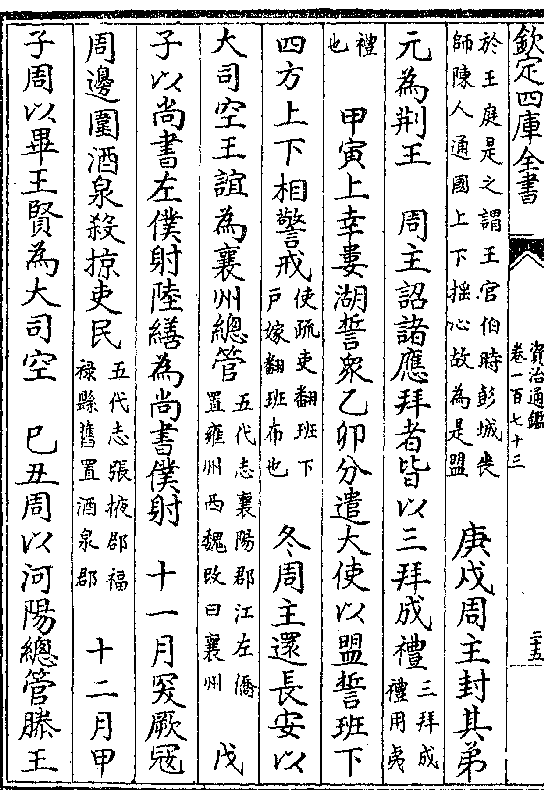 欽定四庫全書
資治通鑑
卷一百七十三
二十五
於王庭是之謂王官伯時彭城喪
師陳人通國上下揺心故為是盟
庚戌周主封其弟
元為荆王　周主詔諸應拜者皆以三拜成禮
三拜成
禮用夷
禮
也
甲寅上幸婁湖誓衆乙卯分遣大使以盟誓班下
四方上下相警戒
使疏吏翻班下
戶嫁翻班布也
冬周主還長安以
大司空王誼為襄州總管
五代志襄陽郡江左僑
置雍州西魏改曰襄州
戊
子以尚書左僕射陸繕為尚書僕射　十一月突厥冦
周邊圍酒泉殺掠吏民
五代志張掖郡福
禄縣舊置酒泉郡
十二月甲
子周以畢王賢為大司空　己丑周以河陽總管滕王